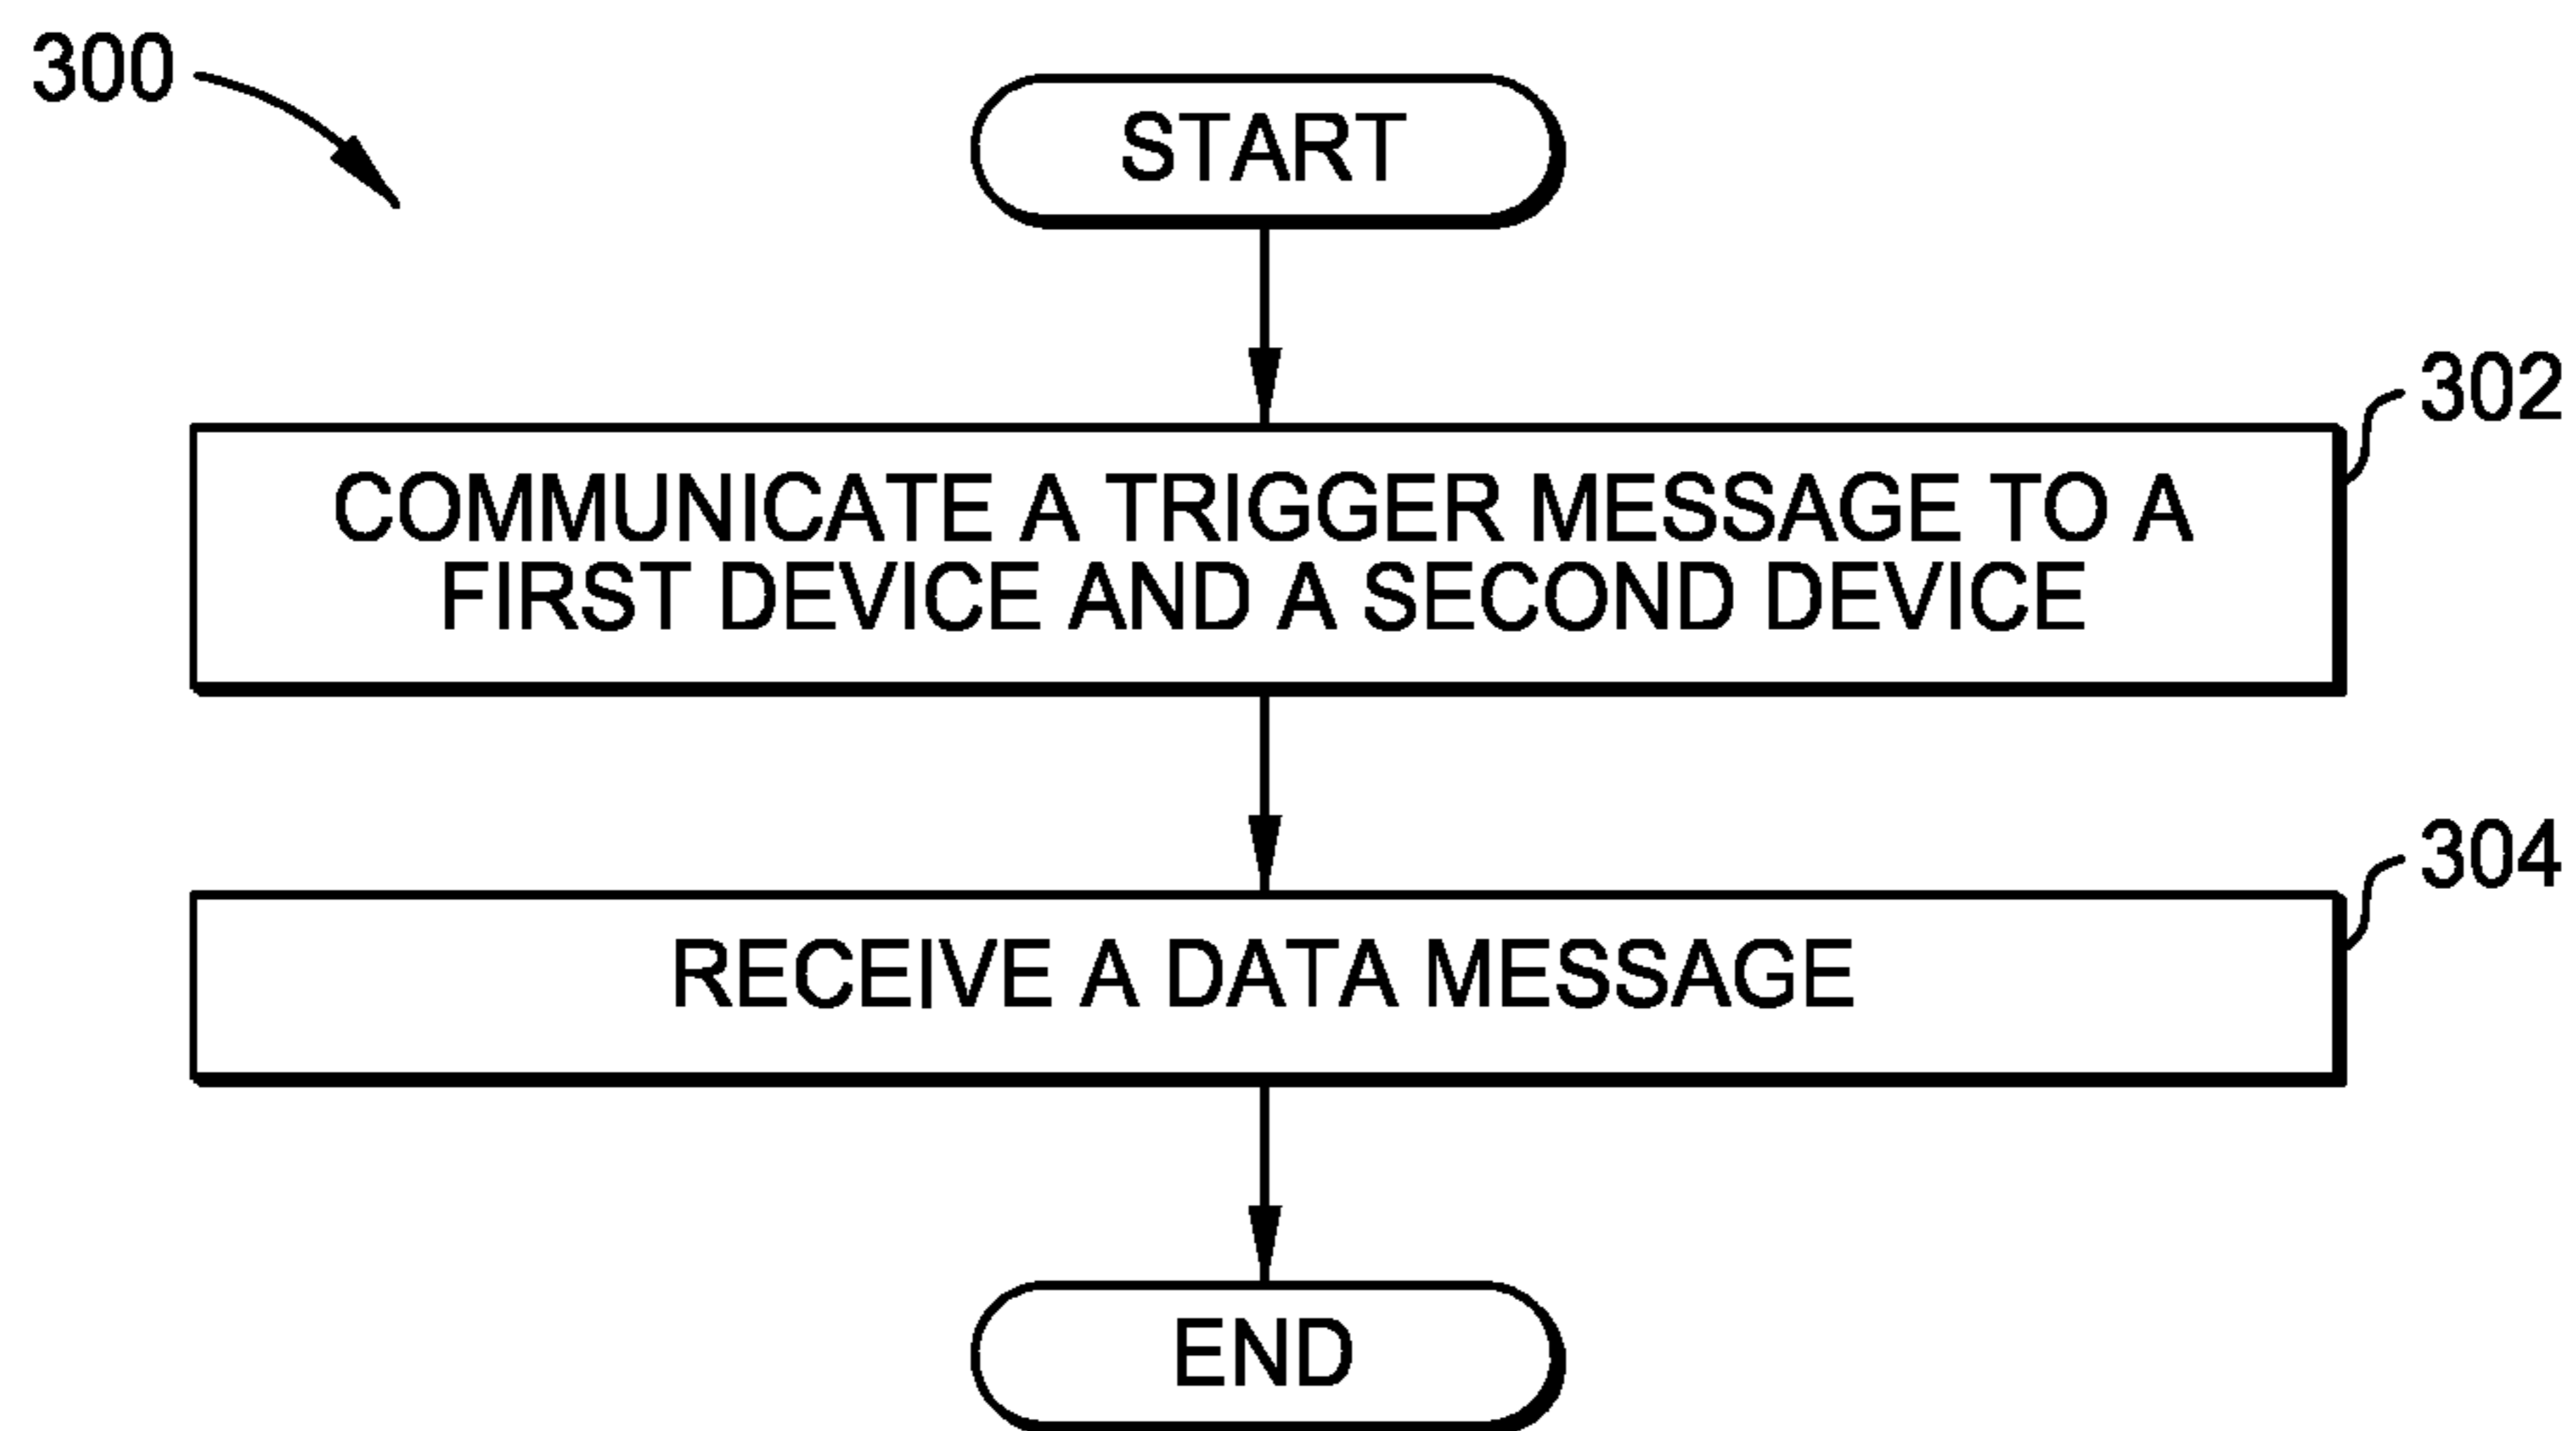 300
START
302
COMMUNICATE A TRIGGER MESSAGE TO A
FIRST DEVICE AND A SECOND DEVICE
304
RECEIVE A DATA MESSAGE
END